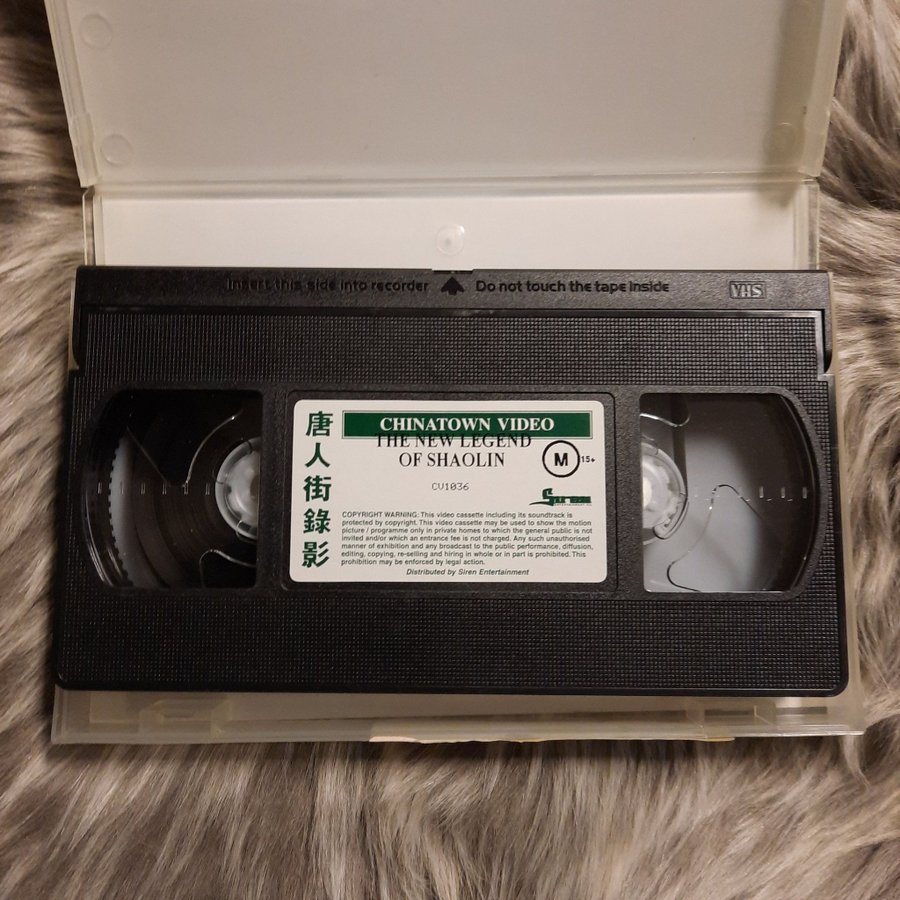 Insert this side into recorder Do not touch the tape inside VHS
唐人街錄影
CHINATOWN VIDEO
THE NEW LEGEND
OF SHAOLIN
M 15+
CV1036
COPYRIGHT WARNING: This video cassette including its soundtrack is
protected by copyright. This video cassette may be used to show the motion
picture / programme only in private homes to which the general public is not
invited and/or which an entrance fee is not charged. Any such unauthorised
manner of exhibition and any broadcast to the public performance, diffusion,
editing, copying, re-selling and hiring in whole or in part is prohibited. This
prohibition may be enforced by legal action.
Distributed by Siren Entertainment